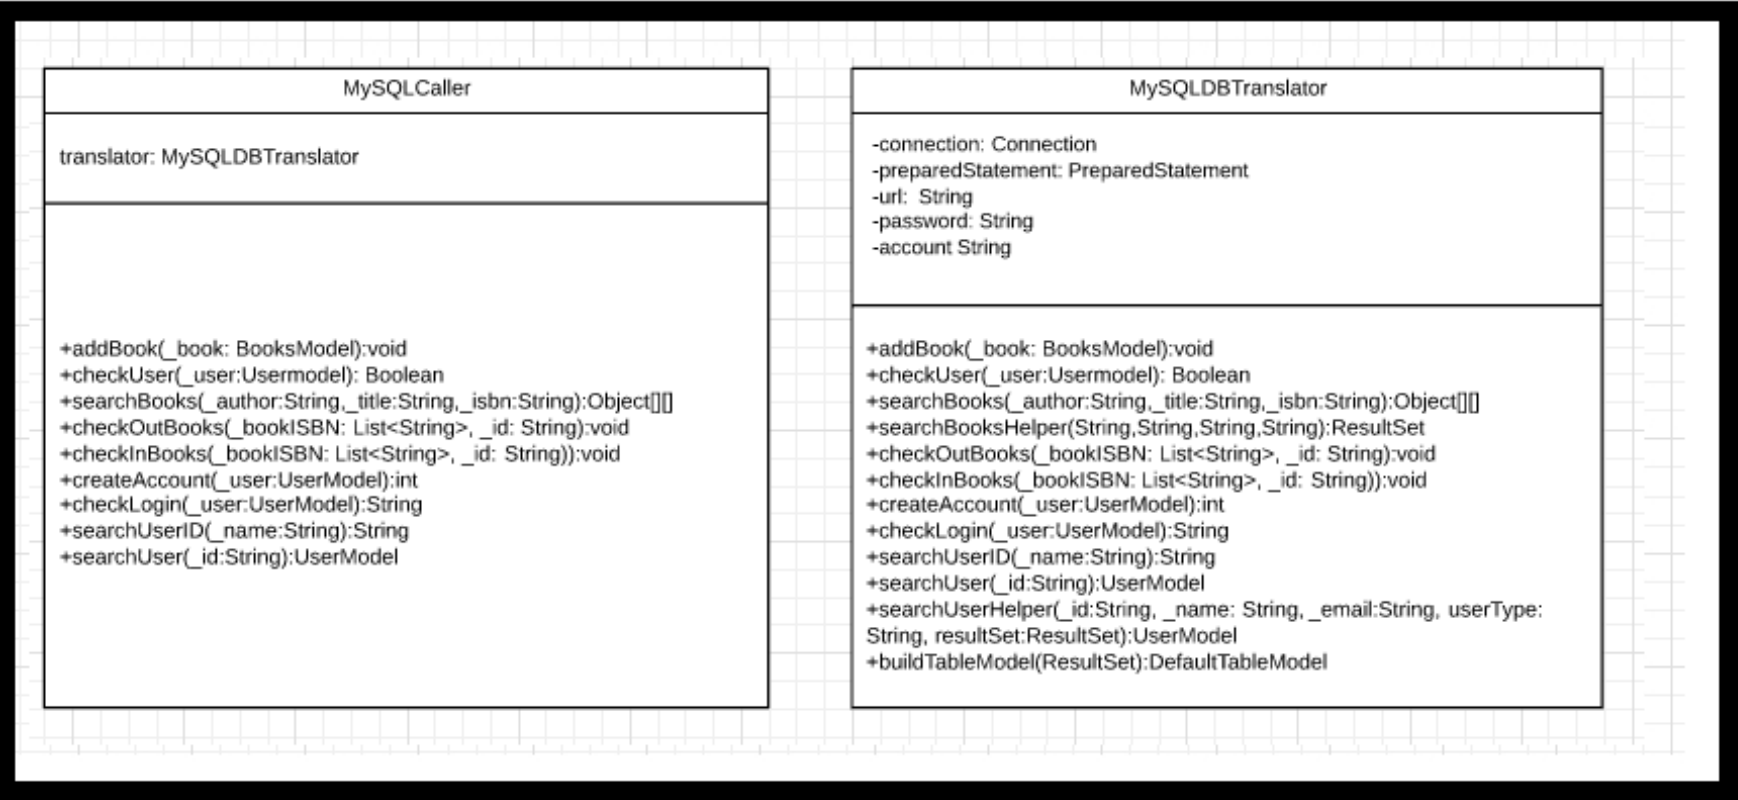 MySQLCaller
translator: MySQLDBTranslator
+addBook(_book: BooksModel):void
+checkUser(_user:Usermodel): Boolean
+searchBooks(_author:String,_title:String,_isbn:String):Object[][]
+checkOutBooks(_bookISBN: List<String>, _id: String):void
+checkInBooks(_bookISBN: List<String>, _id: String)):void
+createAccount(_user:UserModel):int
+checkLogin(_user:UserModel):String
+searchUserID(_name:String):String
+searchUser(_id:String):UserModel
MySQLDBTranslator
-connection: Connection
-preparedStatement: PreparedStatement
-url:  String
-password: String
-account String
+addBook(_book: BooksModel):void
+checkUser(_user:Usermodel): Boolean
+searchBooks(_author:String,_title:String,_isbn:String):Object[][]
+searchBooksHelper(String,String,String,String):ResultSet
+checkOutBooks(_bookISBN: List<String>, _id: String):void
+checkInBooks(_bookISBN: List<String>, _id: String)):void
+createAccount(_user:UserModel):int
+checkLogin(_user:UserModel):String
+searchUserID(_name:String):String
+searchUser(_id:String):UserModel
+searchUserHelper(_id:String, _name: String, _email:String, userType:
String, resultSet:ResultSet):UserModel
+buildTableModel(ResultSet):DefaultTableModel